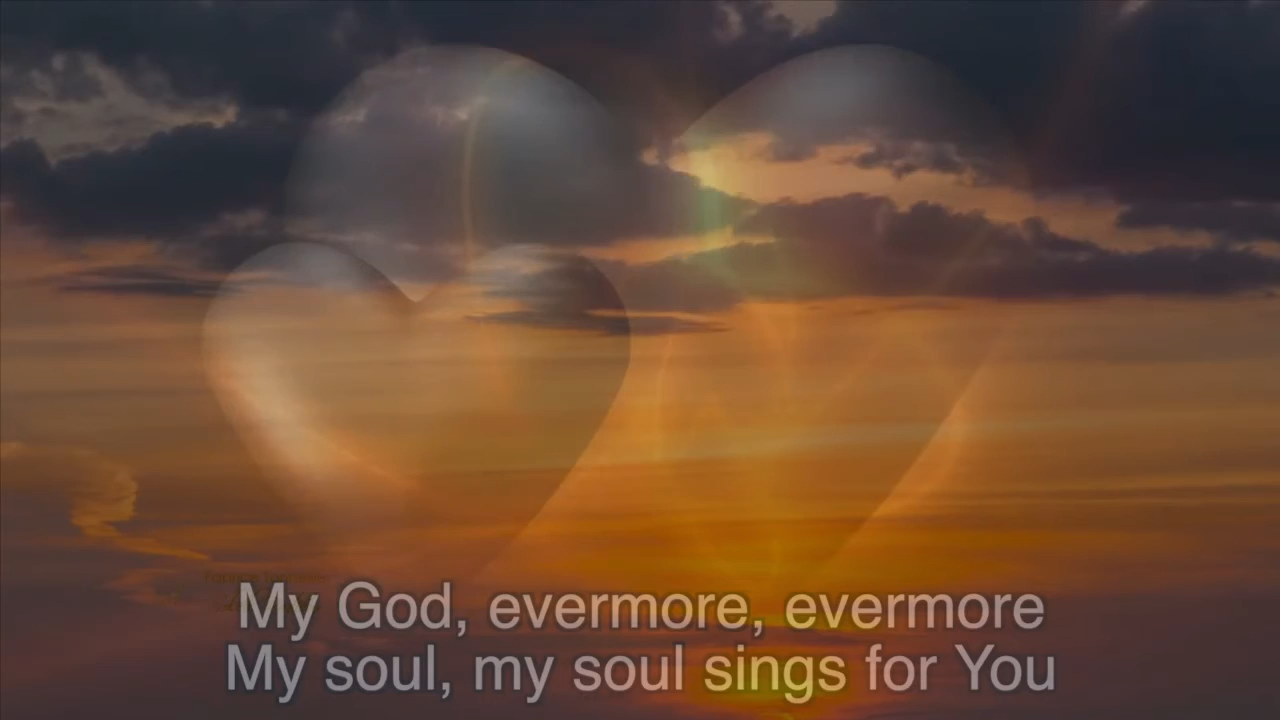 My God, evermore, evermore
My soul, my soul sings for You